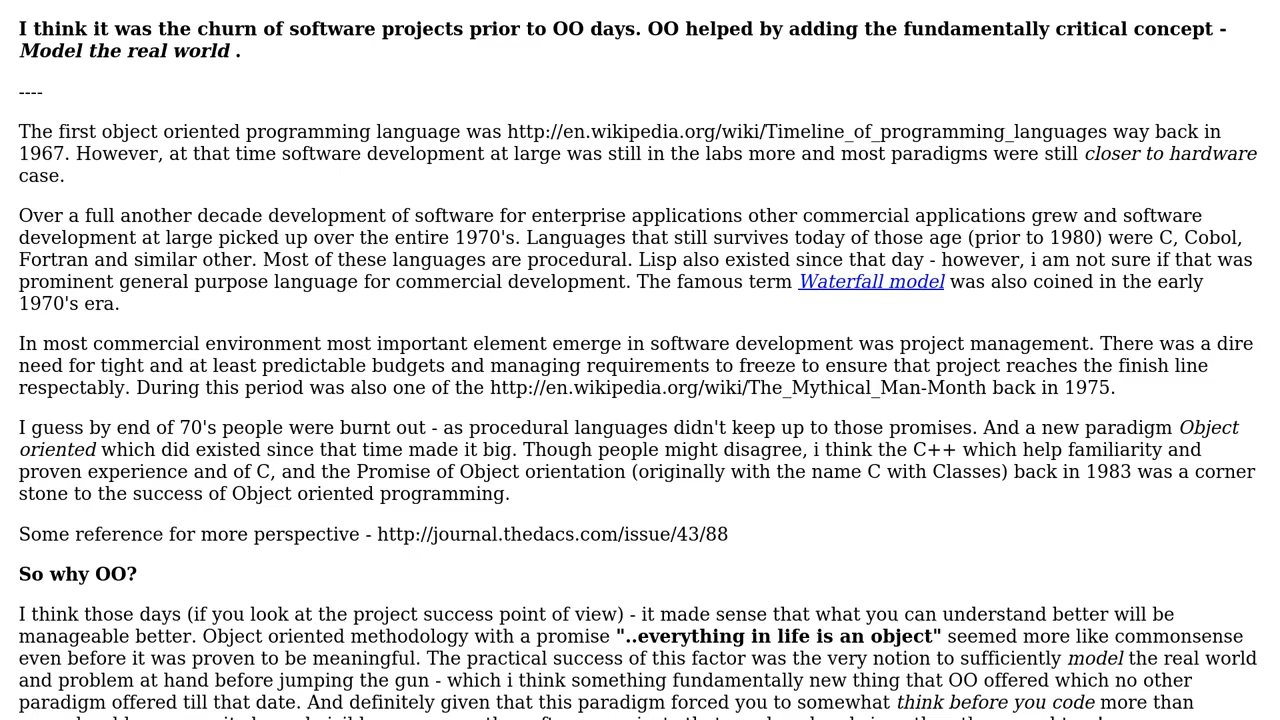 I think it was the churn of software projects prior to OO days. OO helped by adding the fundamentally critical concept -
Model the real world .
----
The first object oriented programming language was http://en.wikipedia.org/wiki/Timeline_of_programming_languages way back in
1967. However, at that time software development at large was still in the labs more and most paradigms were still closer to hardware
case.
Over a full another decade development of software for enterprise applications other commercial applications grew and software
development at large picked up over the entire 1970's. Languages that still survives today of those age (prior to 1980) were C, Cobol,
Fortran and similar other. Most of these languages are procedural. Lisp also existed since that day - however, i am not sure if that was
prominent general purpose language for commercial development. The famous term Waterfall model was also coined in the early
1970's era.
In most commercial environment most important element emerge in software development was project management. There was a dire
need for tight and at least predictable budgets and managing requirements to freeze to ensure that project reaches the finish line
respectably. During this period was also one of the http://en.wikipedia.org/wiki/The_Mythical_Man-Month back in 1975.
I guess by end of 70's people were burnt out - as procedural languages didn't keep up to those promises. And a new paradigm Object
oriented which did existed since that time made it big. Though people might disagree, i think the C++ which help familiarity and
proven experience and of C, and the Promise of Object orientation (originally with the name C with Classes) back in 1983 was a corner
stone to the success of Object oriented programming.
Some reference for more perspective - http://journal.thedacs.com/issue/43/88
So why OO?
I think those days (if you look at the project success point of view) - it made sense that what you can understand better will be
manageable better. Object oriented methodology with a promise "..everything in life is an object" seemed more like commonsense
even before it was proven to be meaningful. The practical success of this factor was the very notion to sufficiently model the real world
and problem at hand before jumping the gun - which i think something fundamentally new thing that OO offered which no other
paradigm offered till that date. And definitely given that this paradigm forced you to somewhat think before you code more than